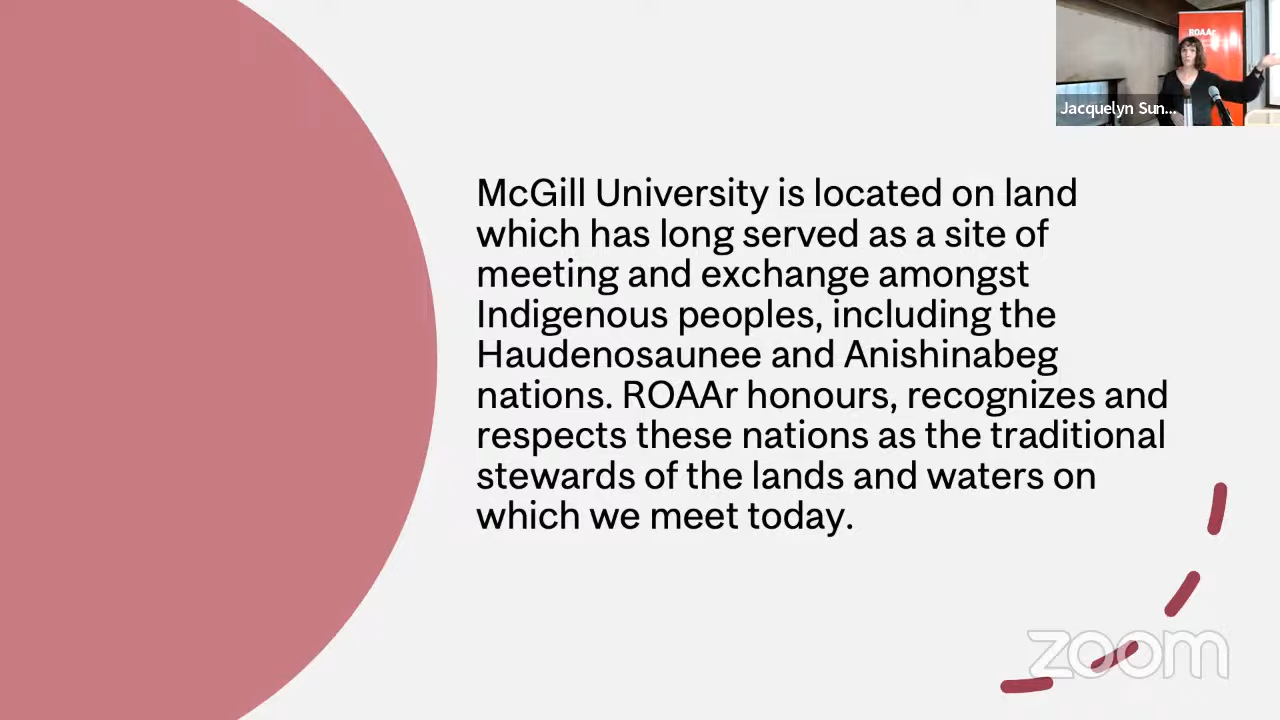 ROAAr
Jacquelyn Sun...
McGill University is located on land
which has long served as a site of
meeting and exchange amongst
Indigenous peoples, including the
Haudenosaunee and Anishinabeg
nations. ROAAr honours, recognizes and
respects these nations as the traditional
stewards of the lands and waters on
which we meet today.
zoom